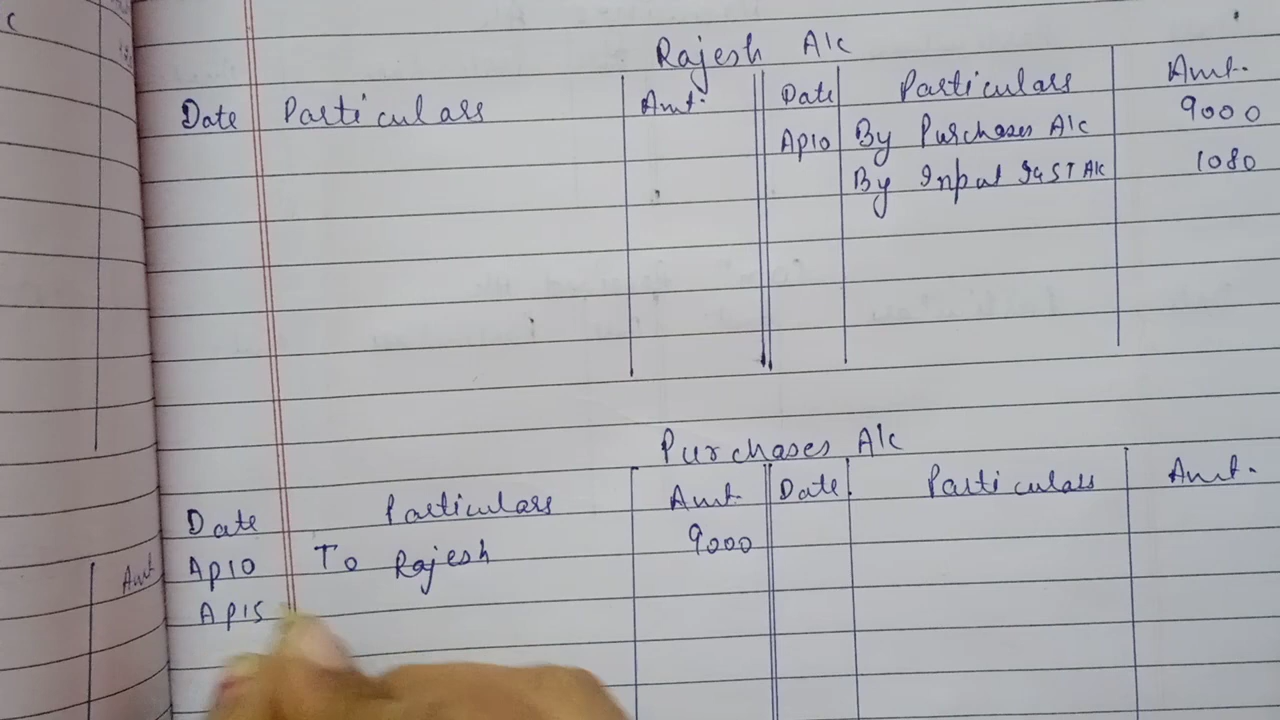 Rajesh A/c
Date Particulars Amt. Date Particulars Amt.
Ap10 By Purchases A/c 9000
By Input IGST A/c 1080
Purchases A/c
Date Particulars Amt. Date Particulars Amt.
Ap10 To Rajesh 9000
Ap15
Amt